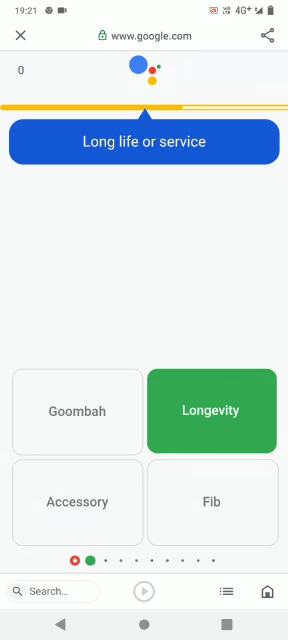 19:21
4G+
www.google.com
0
Long life or service
Goombah
Longevity
Accessory
Fib
Search...